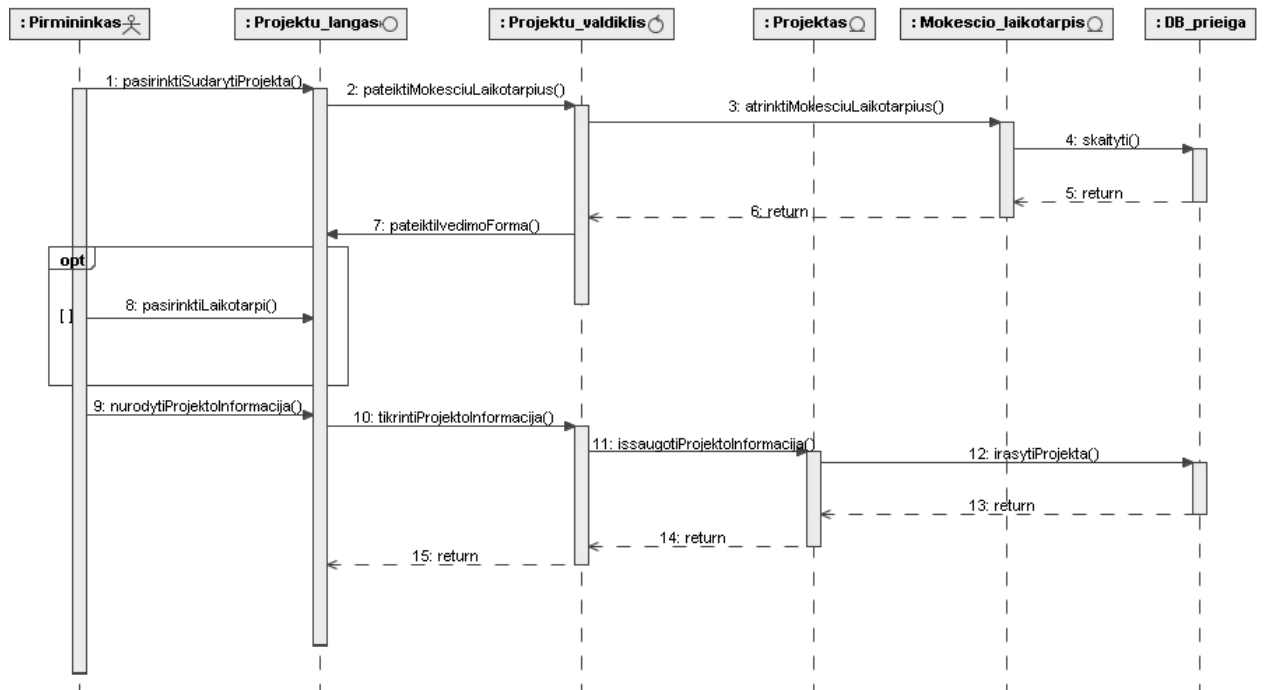 : Pirmininkas
: Projektu_langas
: Projektu_valdiklis
: Projektas
: Mokescio_laikotarpis
: DB_prieiga
1: pasirinktiSudarytiProjekta()
2: pateiktiMokesciuLaikotarpius()
3: atrinktiMokesciuLaikotarpius()
4: skaityti()
5: return
6: return
7: pateiktiIvedimoForma()
opt
8: pasirinktiLaikotarpi()
[ ]
9: nurodytiProjektoInformacija()
10: tikrintiProjektoInformacija()
11: issaugotiProjektoInformacija()
12: irasytiProjekta()
13: return
14: return
15: return